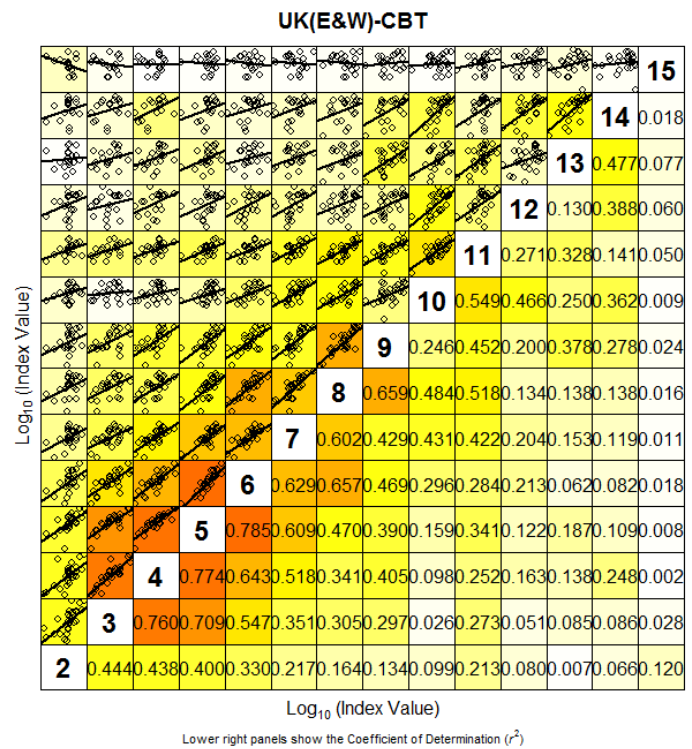 UK(E&W)-CBT
15
14 0.018
13 0.477 0.077
12 0.130 0.388 0.060
11 0.271 0.328 0.141 0.050
10 0.549 0.466 0.250 0.362 0.009
9 0.246 0.452 0.200 0.378 0.278 0.024
8 0.659 0.484 0.518 0.134 0.138 0.138 0.016
7 0.602 0.429 0.431 0.422 0.204 0.153 0.119 0.011
6 0.629 0.657 0.469 0.296 0.284 0.213 0.062 0.082 0.018
5 0.785 0.609 0.470 0.390 0.159 0.341 0.122 0.187 0.109 0.008
4 0.774 0.643 0.518 0.341 0.405 0.098 0.252 0.163 0.138 0.248 0.002
3 0.760 0.709 0.547 0.351 0.305 0.297 0.026 0.273 0.051 0.085 0.086 0.028
2 0.444 0.438 0.400 0.330 0.217 0.164 0.134 0.099 0.213 0.080 0.007 0.066 0.120
Log₁₀ (Index Value)
Log₁₀ (Index Value)
Lower right panels show the Coefficient of Determination (r²)